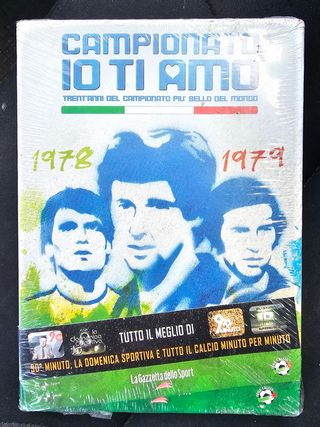 CAMPIONATO
IO TI AMO
TRENT'ANNI DEL CAMPIONATO PIU' BELLO DEL MONDO
1978
1979
TUTTO IL MEGLIO DI
90° MINUTO, LA DOMENICA SPORTIVA E TUTTO IL CALCIO MINUTO PER MINUTO
La Gazzetta dello Sport